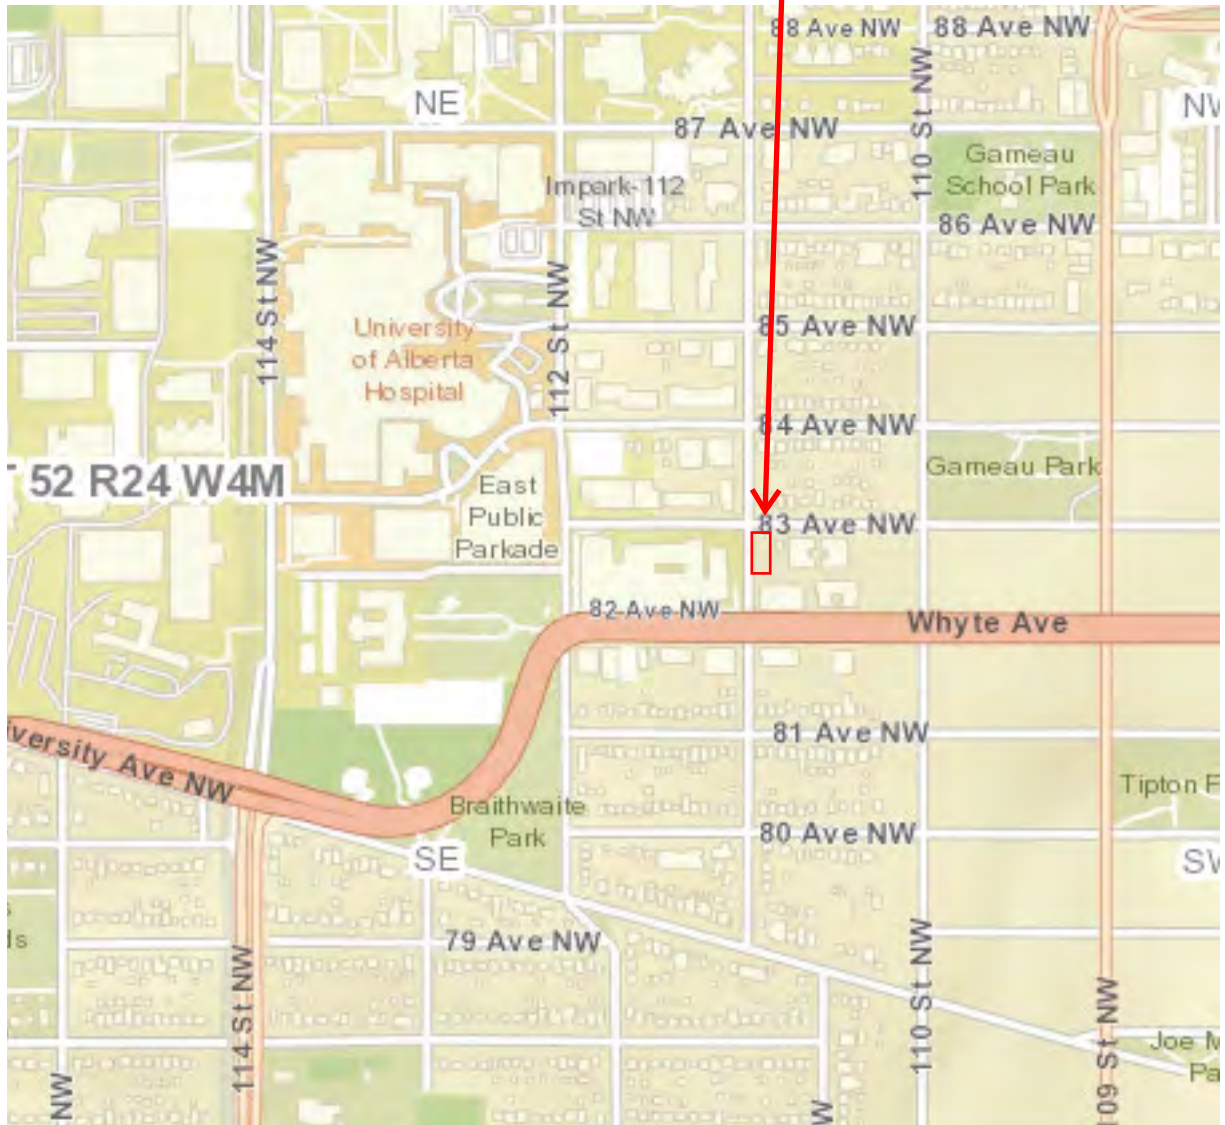 88 Ave NW
88 Ave NW
NE
NW
87 Ave NW
110 St NW
Garneau
School Park
Impark-112
St NW
86 Ave NW
114 St NW
112 St NW
University
of Alberta
Hospital
85 Ave NW
84 Ave NW
Garneau Park
52 R24 W4M
East
Public
Parkade
83 Ave NW
82 Ave NW
Whyte Ave
iversity Ave NW
81 Ave NW
Tipton F
Braithwaite
Park
80 Ave NW
SE
SW
ls
79 Ave NW
114 St NW
110 St NW
109 St NW
Joe M
Pa
NW
W